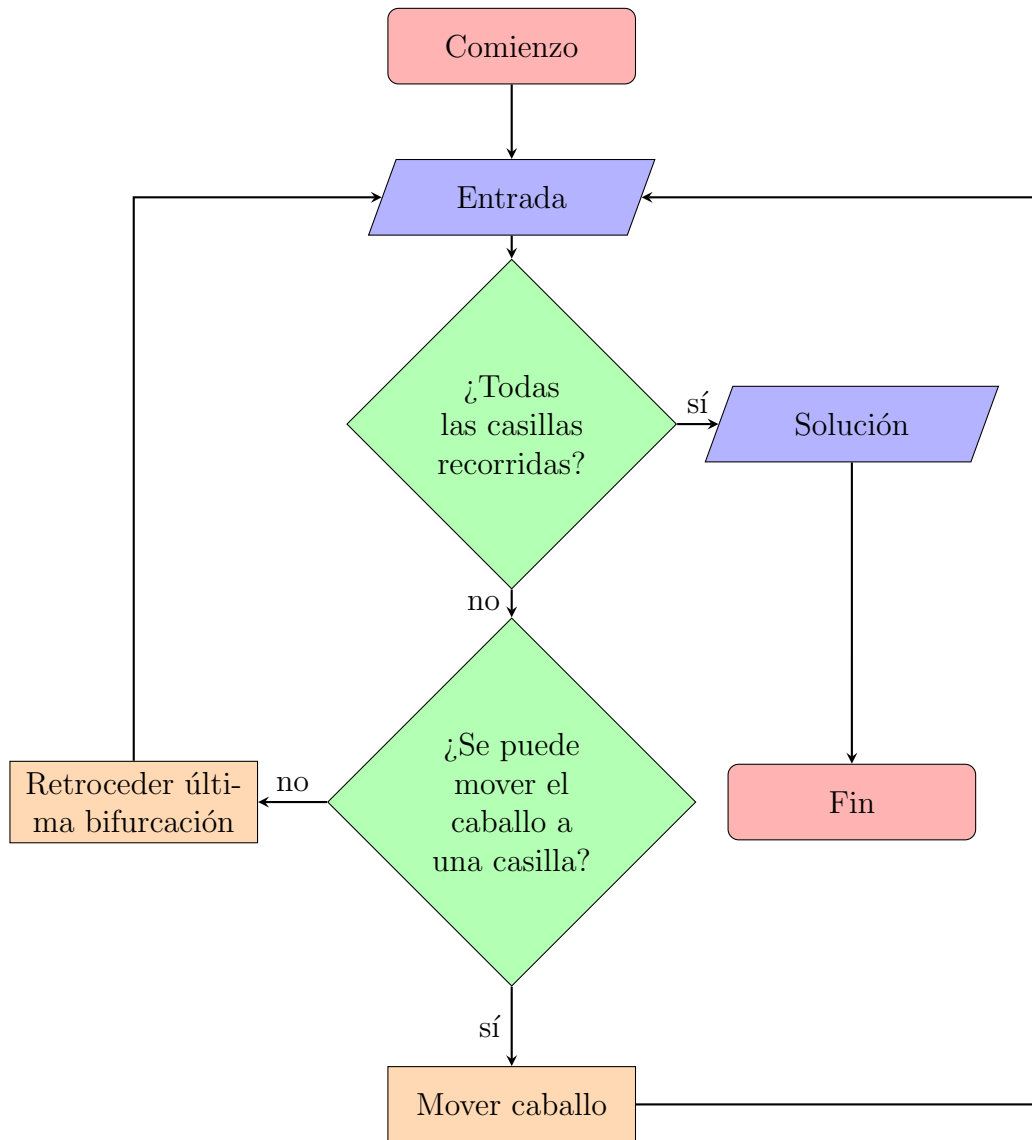 Comienzo
Entrada
¿Todas
las casillas
recorridas?
sí
Solución
no
¿Se puede
mover el
caballo a
una casilla?
no
Retroceder últi-
ma bifurcación
Fin
sí
Mover caballo